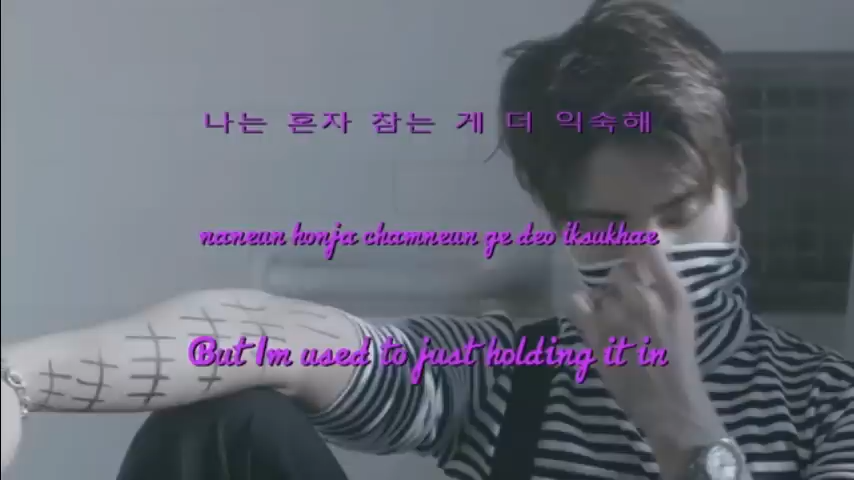 나는 혼자 참는 게 더 익숙해
naneun honja chamneun ge deo iksukhae
But Im used to just holding it in